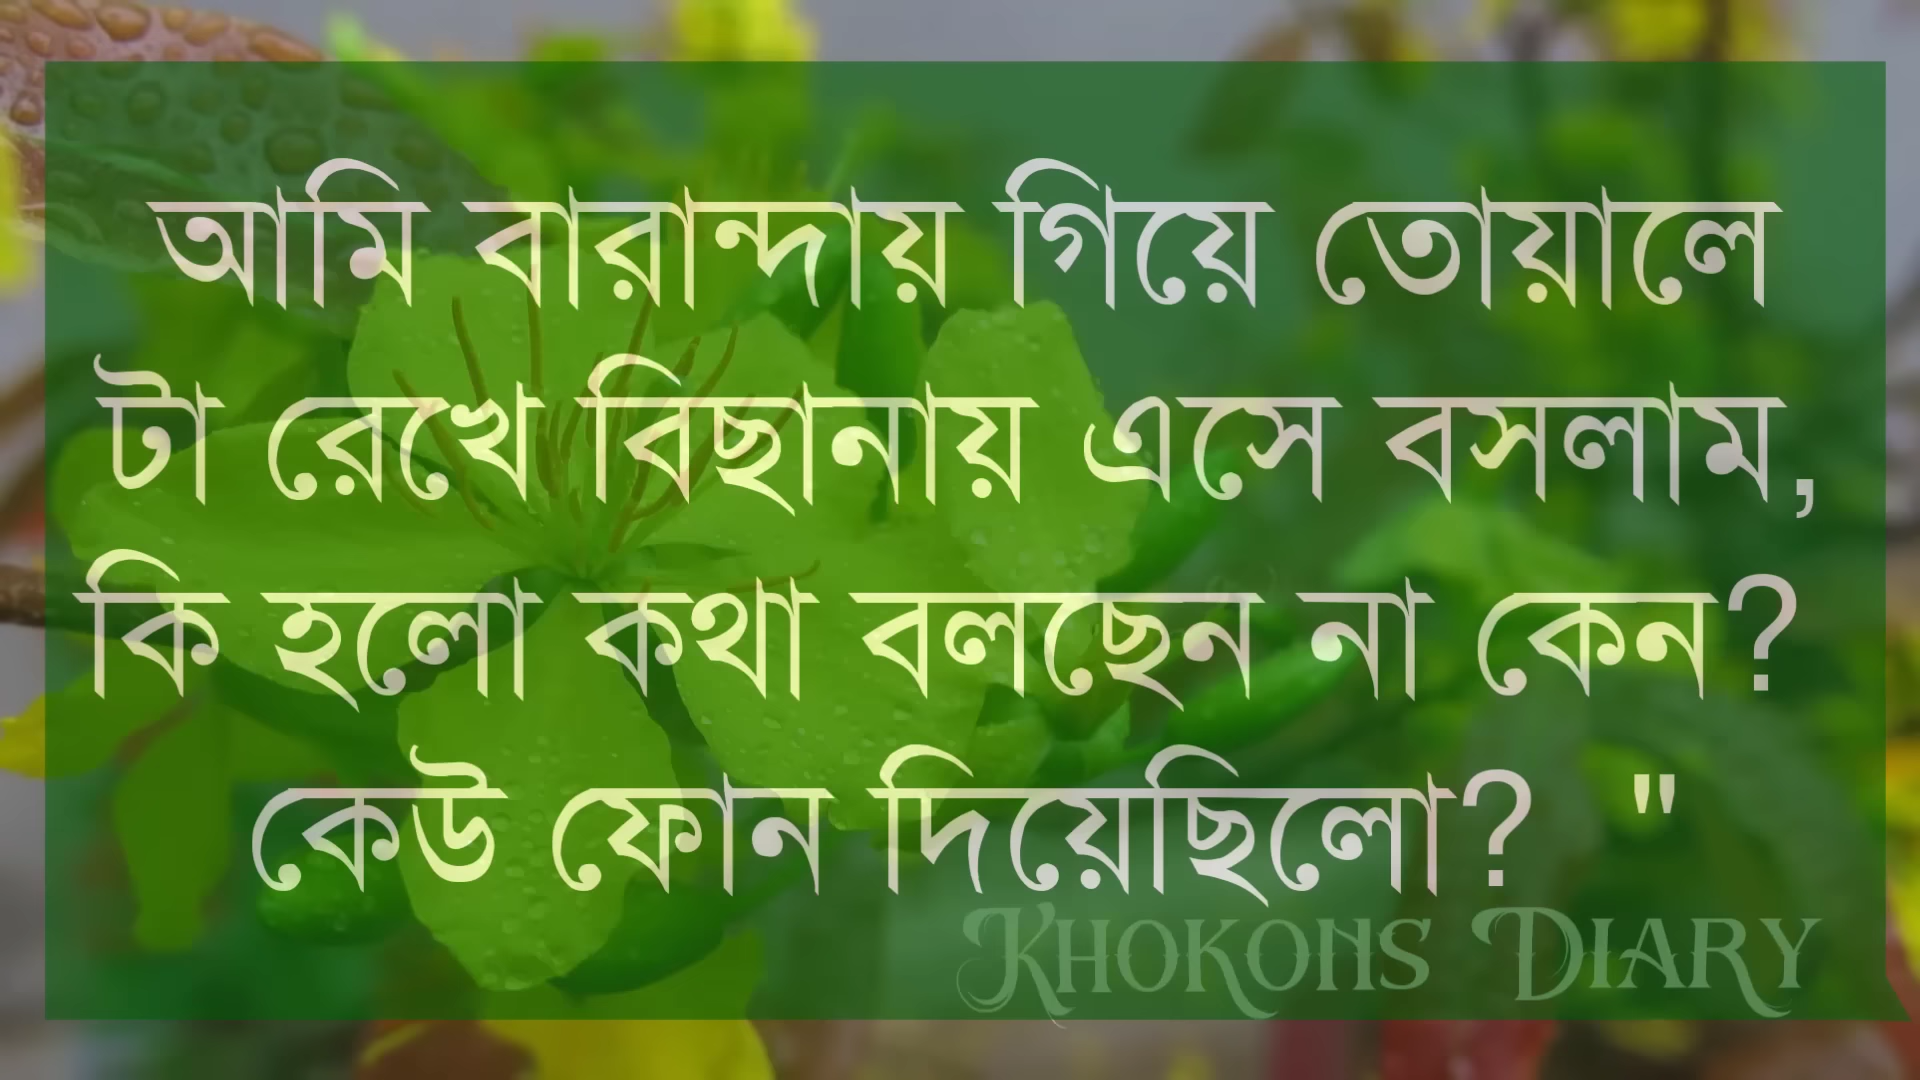 আমি বারান্দায় গিয়ে তোয়ালে
টা রেখে বিছানায় এসে বসলাম,
কি হলো কথা বলছেন না কেন?
কেউ ফোন দিয়েছিলো? "
KHOKONS DIARY